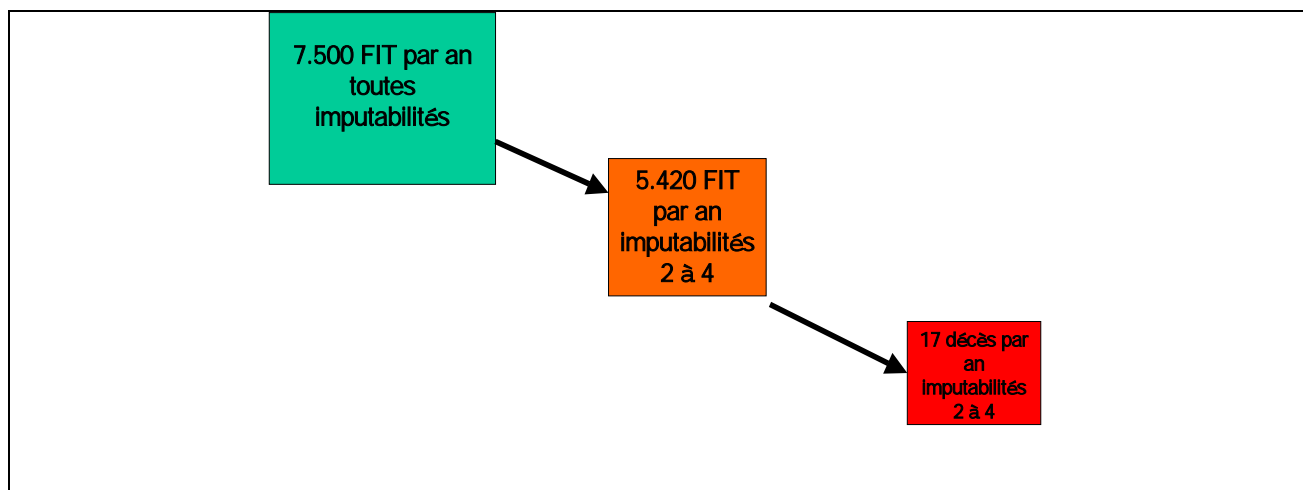 7.500 FIT par an
toutes
imputabilités
5.420 FIT
par an
imputabilités
2 à 4
17 décès par
an
imputabilités
2 à 4